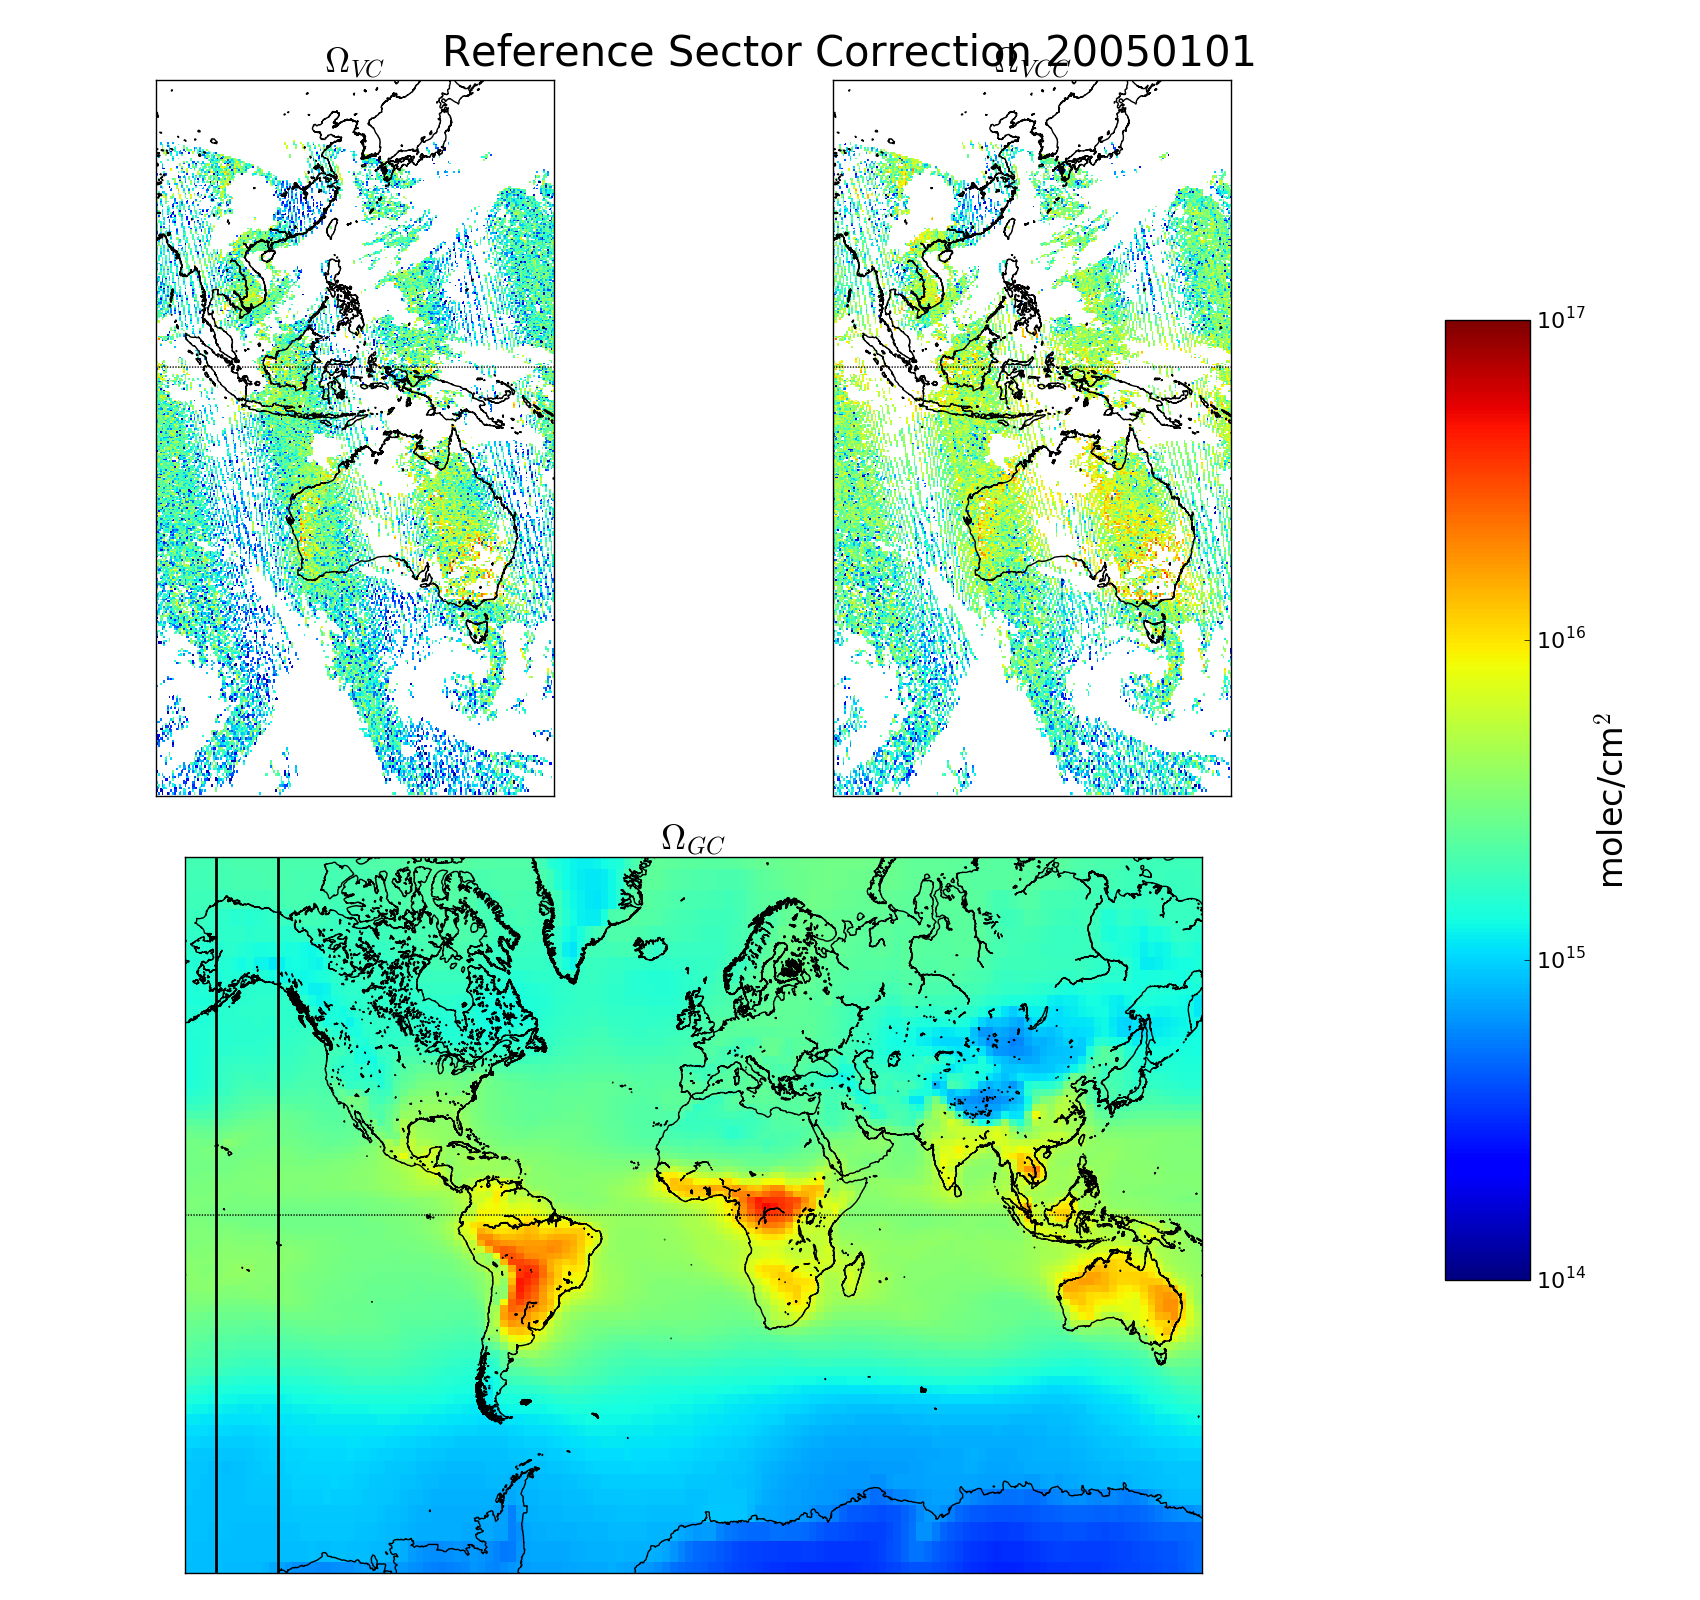 Reference Sector Correction 20050101
Ω_VC
Ω_VCC
10^17
10^16
molec/cm^2
Ω_GC
10^15
10^14